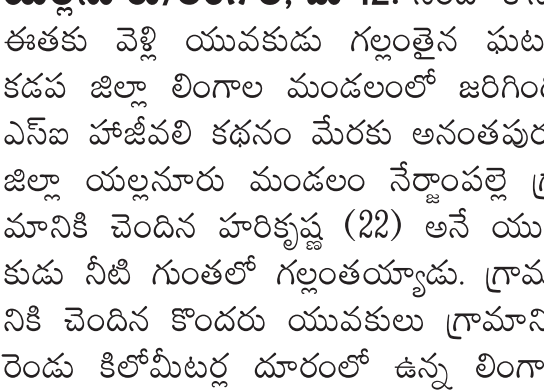 ఈతకు వెళ్లి యువకుడు గల్లంతైన ఘట
కడప జిల్లా లింగాల మండలంలో జరిగింది
ఎస్ఐ హాజీవలి కథనం మేరకు అనంతపుర
జిల్లా యల్లనూరు మండలం నేర్జాంపల్లె గ్ర
మానికి చెందిన హరికృష్ణ (22) అనే యు
కుడు నీటి గుంతలో గల్లంతయ్యాడు. గ్రామ
నికి చెందిన కొందరు యువకులు గ్రామాని
రెండు కిలోమీటర్ల దూరంలో ఉన్న లింగా